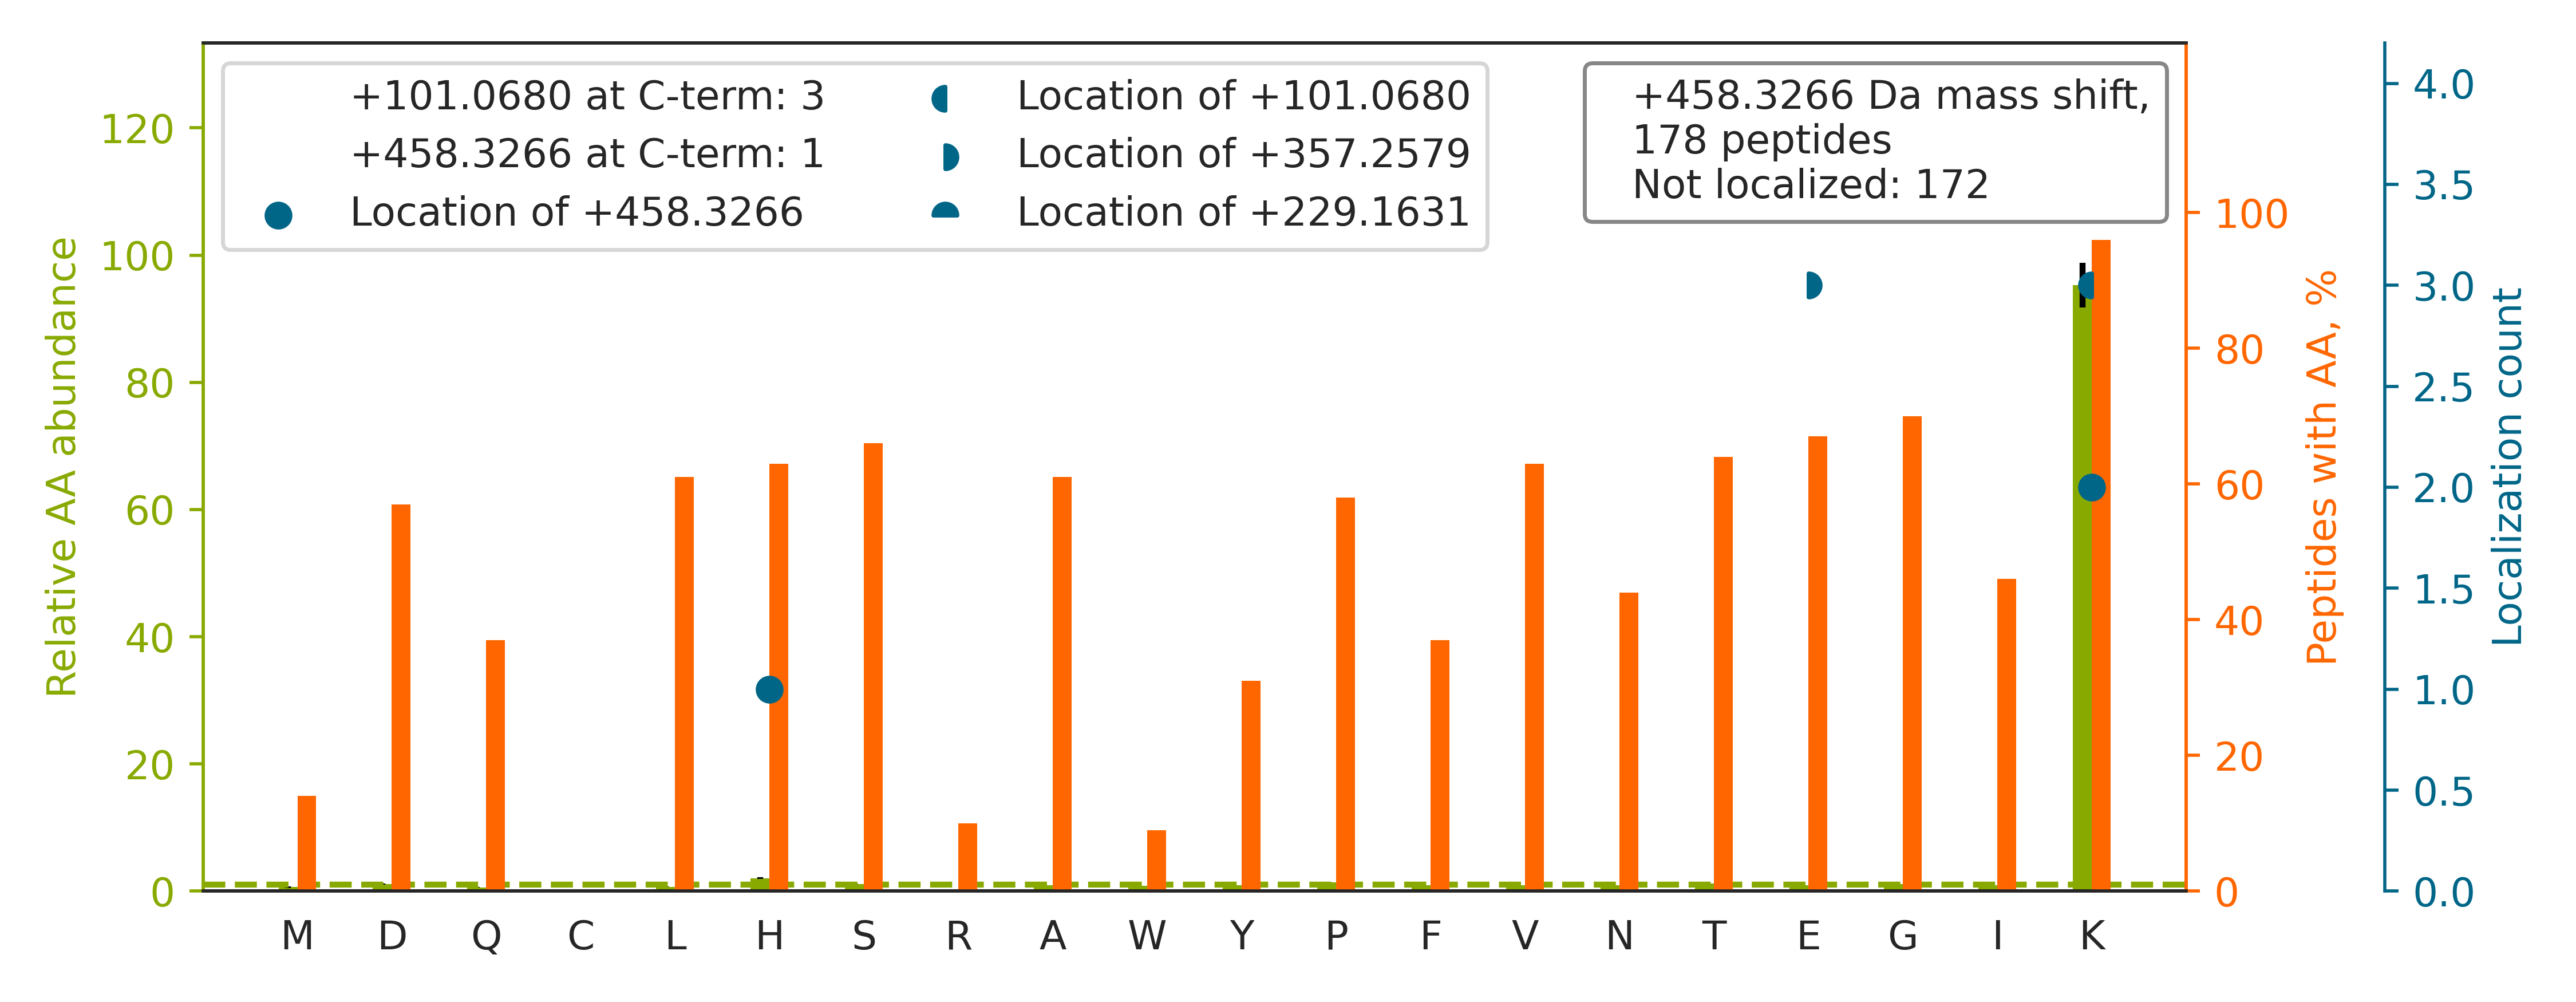 +101.0680 at C-term: 3
+458.3266 at C-term: 1
Location of +458.3266
Location of +101.0680
Location of +357.2579
Location of +229.1631
+458.3266 Da mass shift,
178 peptides
Not localized: 172
Relative AA abundance
120
100
80
60
40
20
0
M D Q C L H S R A W Y P F V N T E G I K
100
80
60
40
20
0
Peptides with AA, %
4.0
3.5
3.0
2.5
2.0
1.5
1.0
0.5
0.0
Localization count